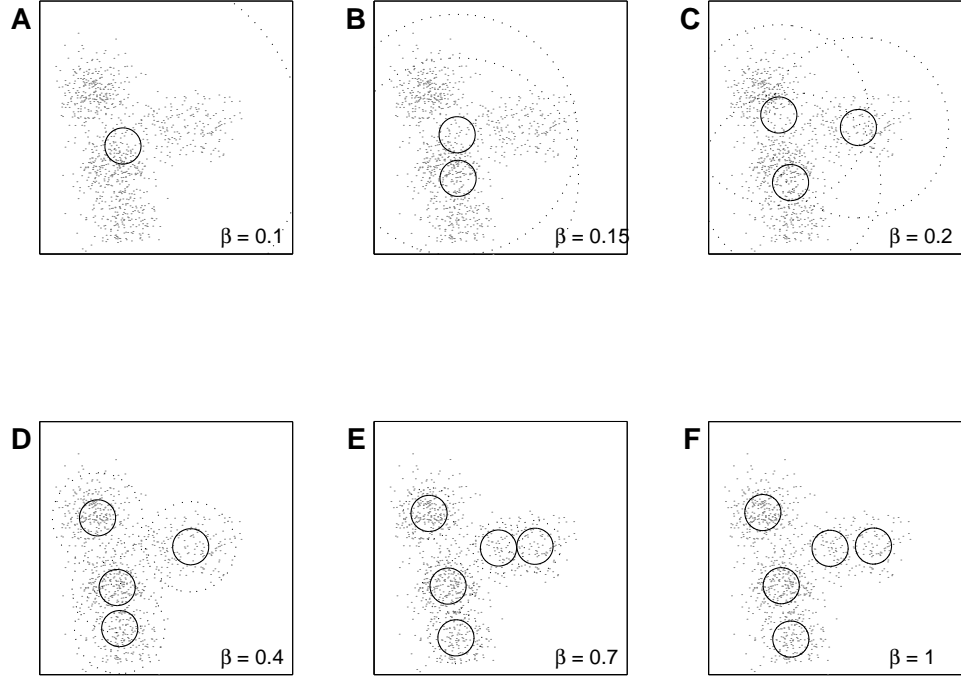 A
B
C
β = 0.1
β = 0.15
β = 0.2
D
E
F
β = 0.4
β = 0.7
β = 1